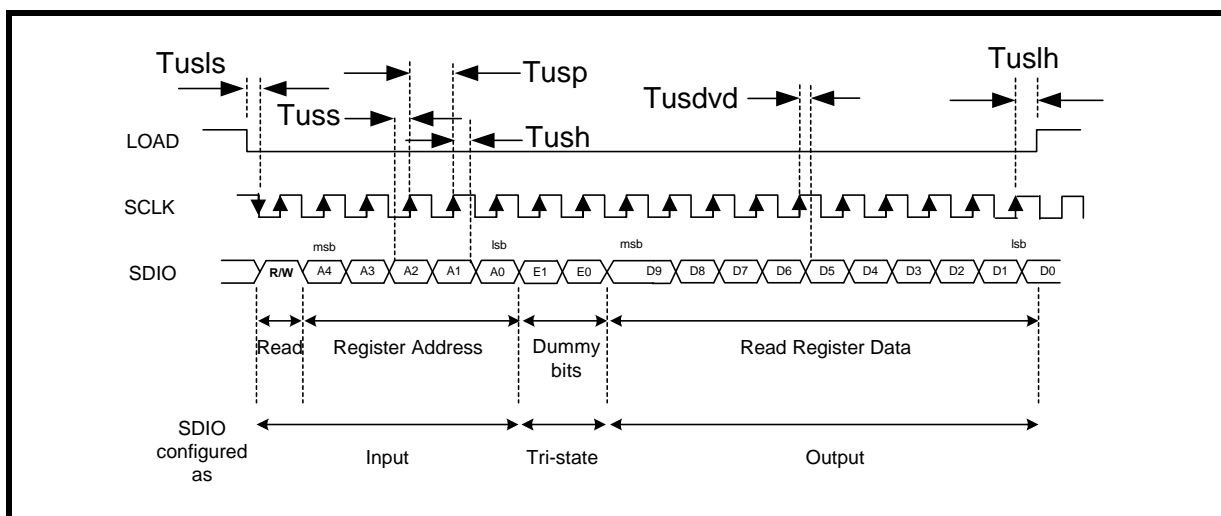 Tusls
Tusp
Tuss
Tush
Tusdvd
Tuslh
LOAD
SCLK
msb
lsb
msb
lsb
SDIO
R/W A4 A3 A2 A1 A0 E1 E0 D9 D8 D7 D6 D5 D4 D3 D2 D1 D0
Read
Register Address
Dummy
bits
Read Register Data
SDIO
configured
as
Input
Tri-state
Output